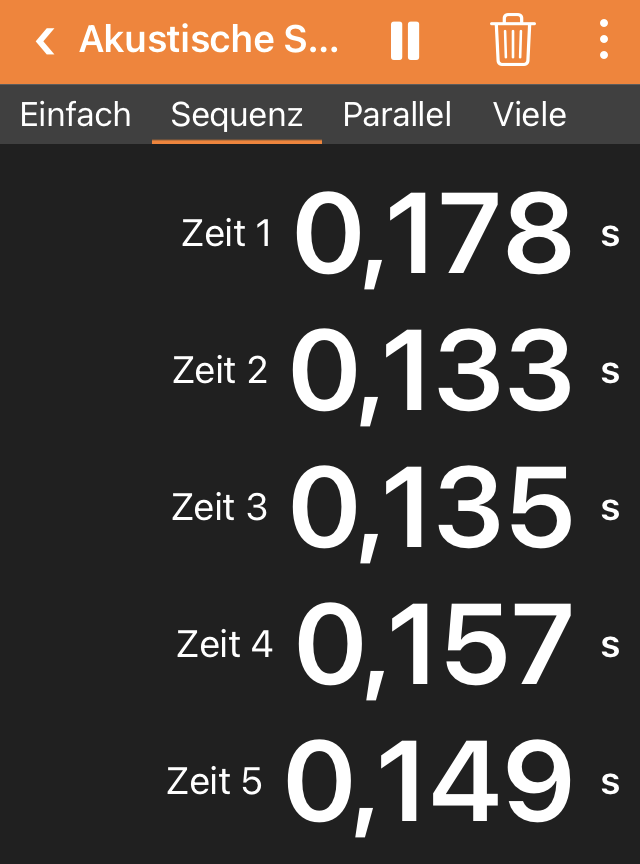 Akustische S...
Einfach Sequenz Parallel Viele
Zeit 1 0,178 s
Zeit 2 0,133 s
Zeit 3 0,135 s
Zeit 4 0,157 s
Zeit 5 0,149 s